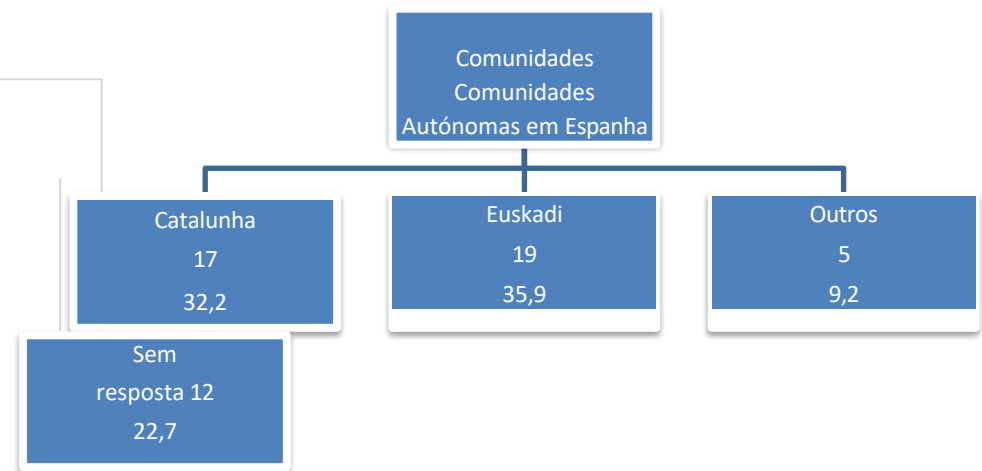 Comunidades
Comunidades
Autónomas em Espanha
Catalunha
17
32,2
Euskadi
19
35,9
Outros
5
9,2
Sem
resposta 12
22,7